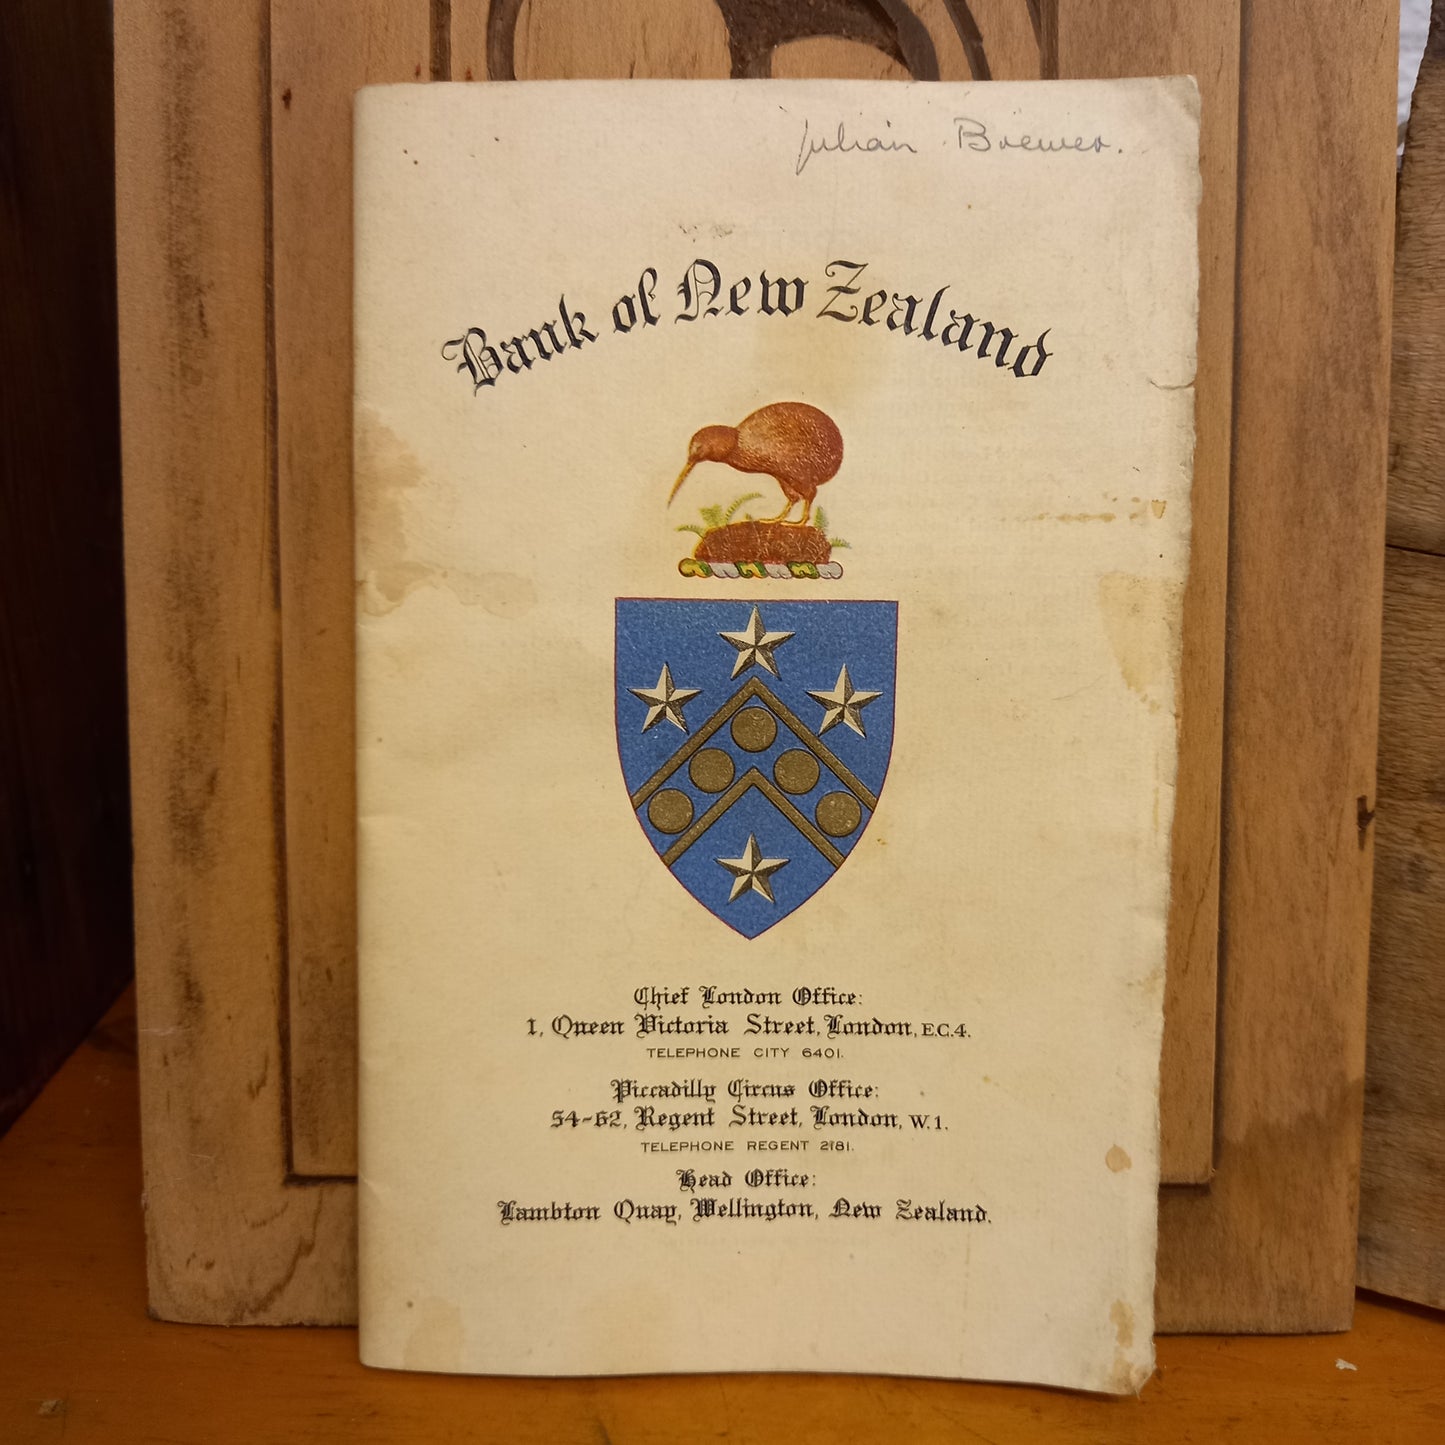 Julian Brewer.
Bank of New Zealand
Chief London Office:
1, Queen Victoria Street, London, E.C.4.
TELEPHONE CITY 6401.
Piccadilly Circus Office:
54-62, Regent Street, London, W.1.
TELEPHONE REGENT 2181.
Head Office:
Lambton Quay, Wellington, New Zealand.